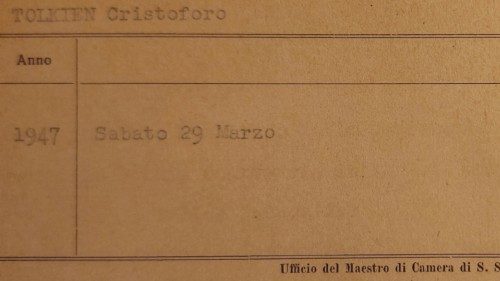 TOLKIEN Cristoforo
Anno
1947 Sabato 29 Marzo
Ufficio del Maestro di Camera di S. S